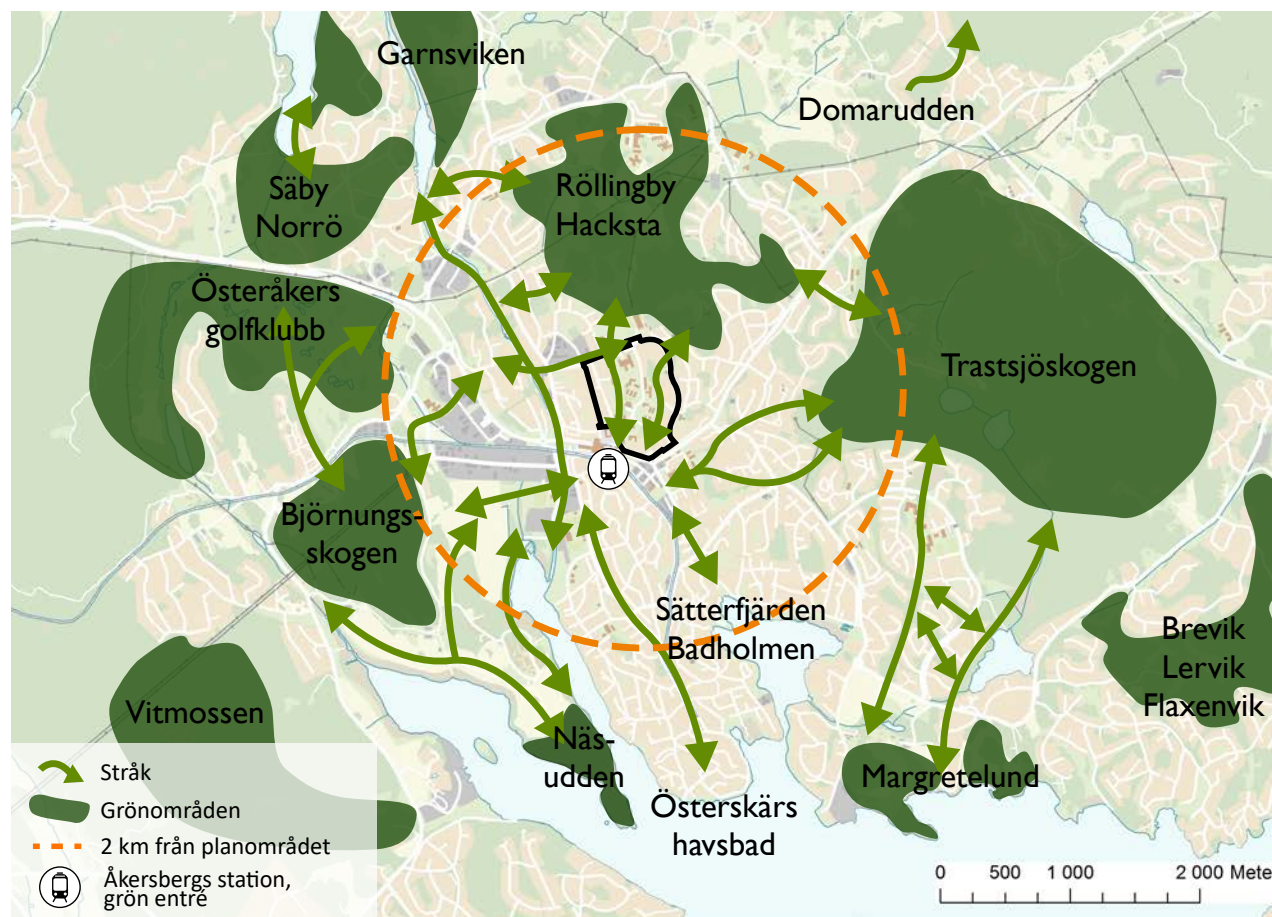 Garnsviken
Domarudden
Säby
Norrö
Röllingby
Hacksta
Österåkers
golfklubb
Trastsjöskogen
Björnungs-
skogen
Sätterfjärden
Badholmen
Brevik
Lervik
Flaxenvik
Vitmossen
Näs-
udden
Margretelund
Österskärs
havsbad
Stråk
Grönområden
2 km från planområdet
Åkersbergs station,
grön entré
0 500 1 000 2 000 Mete